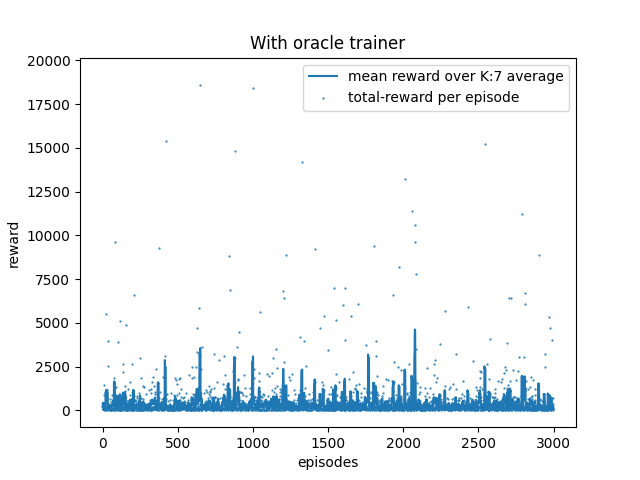 With oracle trainer
20000
17500
15000
12500
10000
7500
5000
2500
0
reward
mean reward over K:7 average
total-reward per episode
0 500 1000 1500 2000 2500 3000
episodes